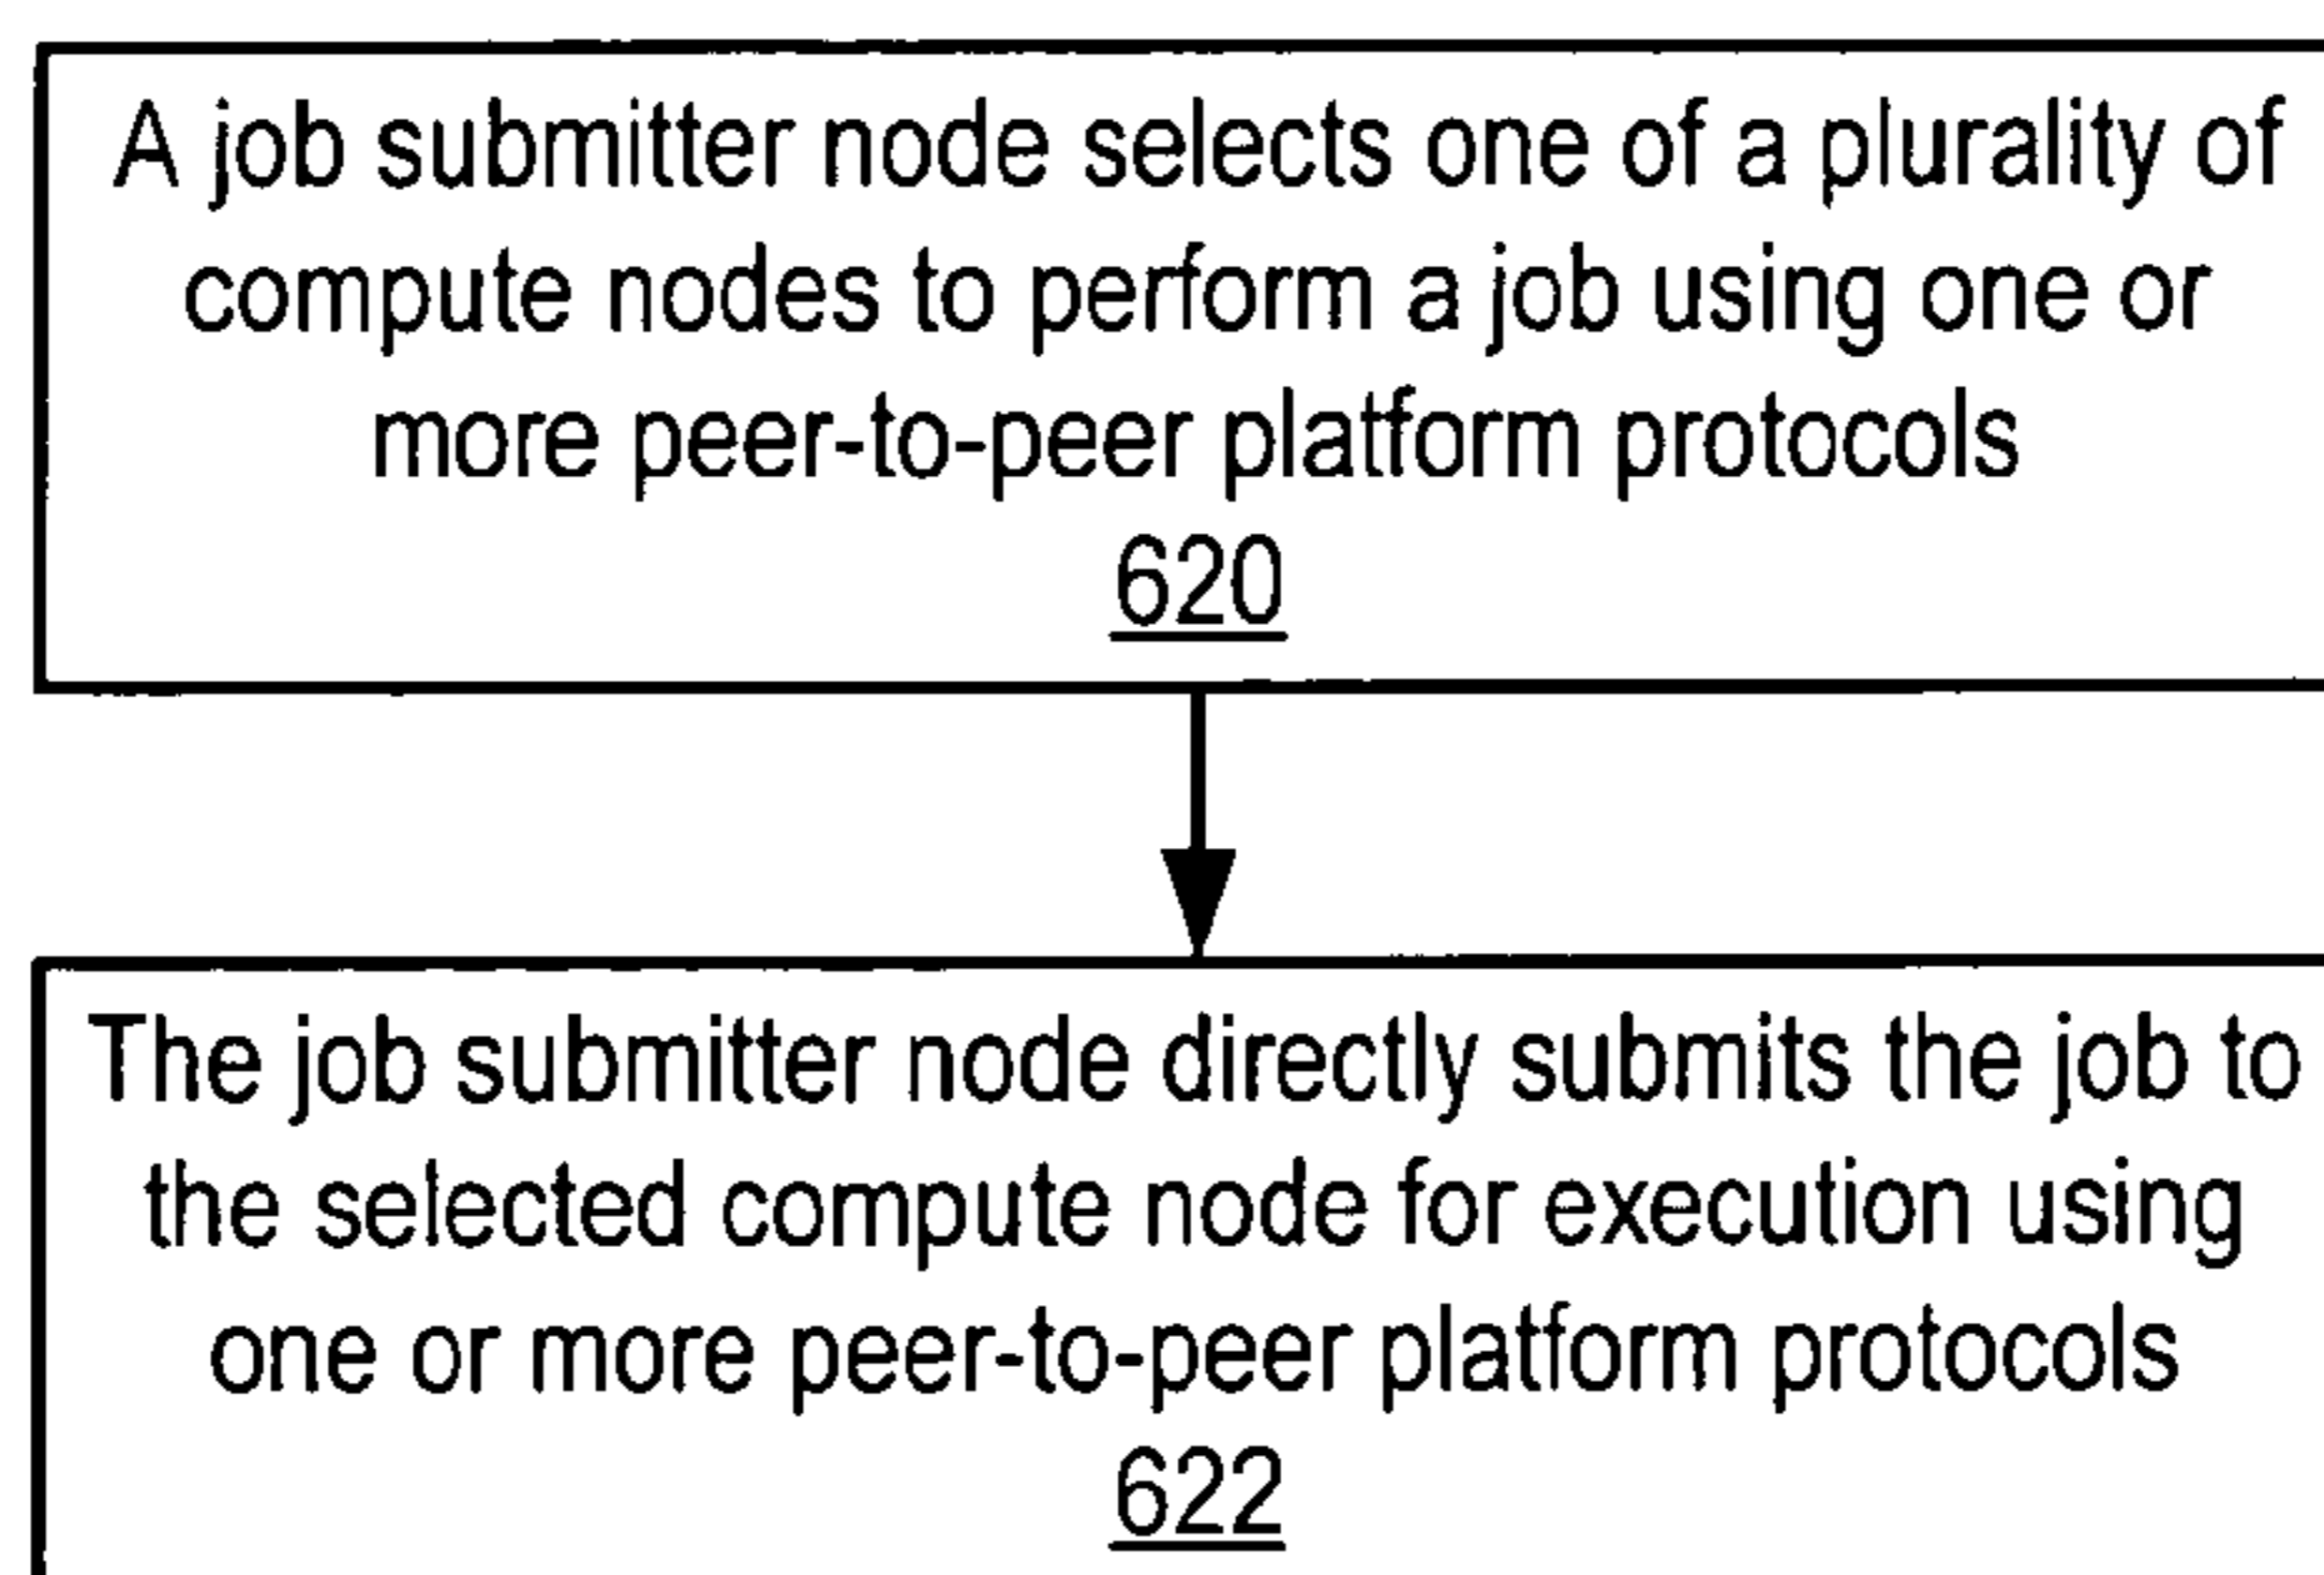 A job submitter node selects one of a plurality of
compute nodes to perform a job using one or
more peer-to-peer platform protocols
620
The job submitter node directly submits the job to
the selected compute node for execution using
one or more peer-to-peer platform protocols
622